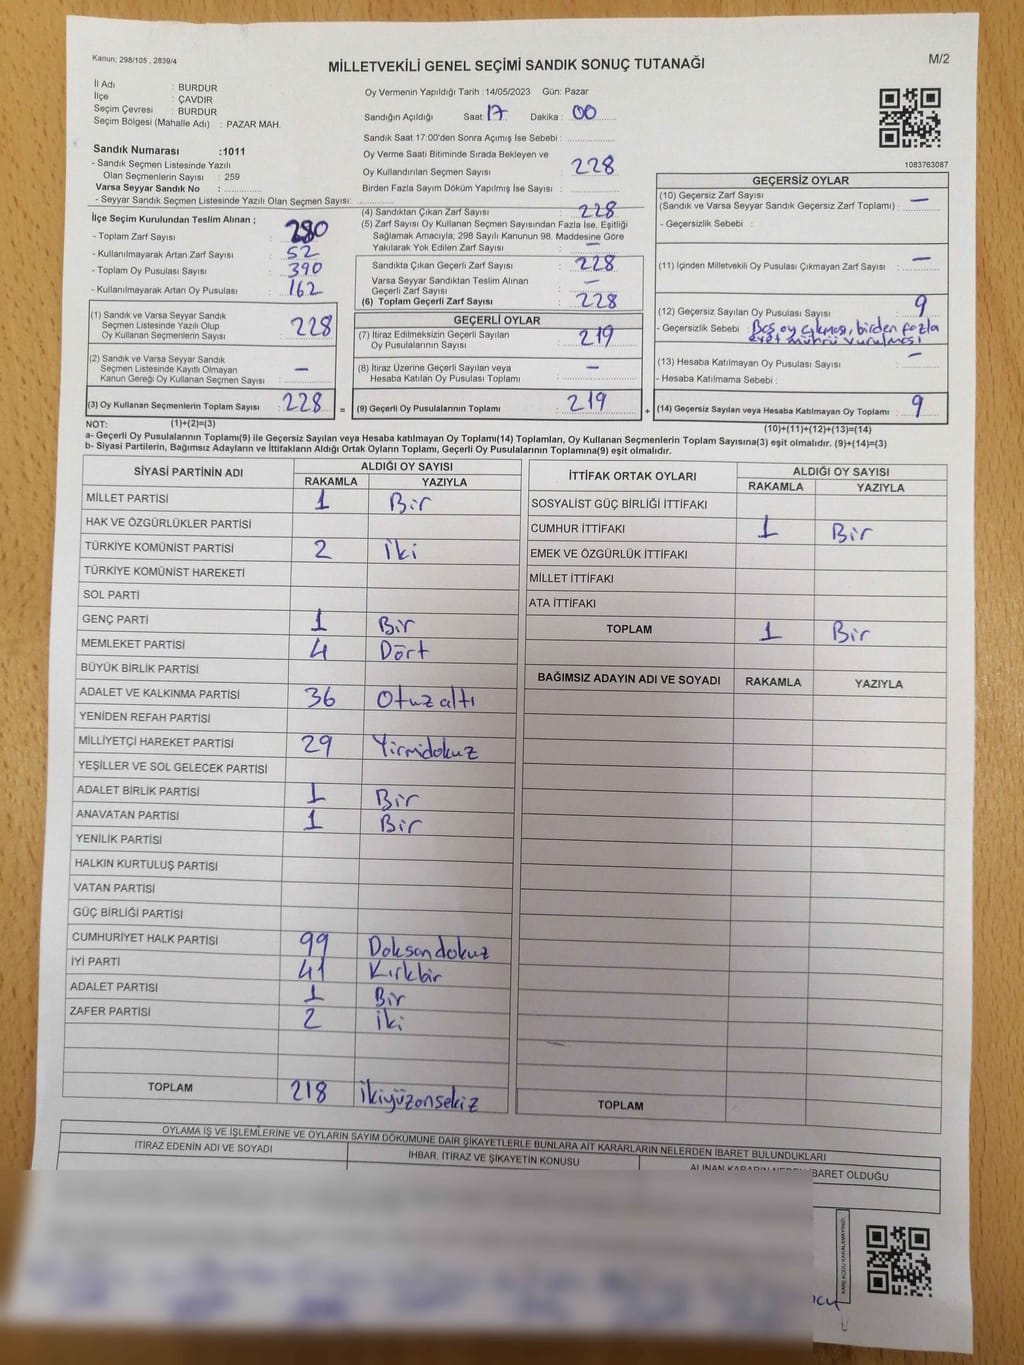 Kanun; 298/105 , 2839/4
MİLLETVEKİLİ GENEL SEÇİMİ SANDIK SONUÇ TUTANAĞI
M/2
İl Adı : BURDUR
İlçe : ÇAVDIR
Seçim Çevresi : BURDUR
Seçim Bölgesi (Mahalle Adı) : PAZAR MAH.
Sandık Numarası :1011
- Sandık Seçmen Listesinde Yazılı
Olan Seçmenlerin Sayısı : 259
Varsa Seyyar Sandık No : ............
- Seyyar Sandık Seçmen Listesinde Yazılı Olan Seçmen Sayısı: ............
Oy Vermenin Yapıldığı Tarih :14/05/2023 Gün: Pazar
Sandığın Açıldığı Saat: 17 Dakika : 00
Sandık Saat 17:00'den Sonra Açımış İse Sebebi : ............
Oy Verme Saati Bitiminde Sırada Bekleyen ve
Oy Kullandırılan Seçmen Sayısı : 228
Birden Fazla Sayım Döküm Yapılmış İse Sayısı : ............
1083763087
İlçe Seçim Kurulundan Teslim Alınan ;
- Toplam Zarf Sayısı : 280
- Kullanılmayarak Artan Zarf Sayısı : 52
- Toplam Oy Pusulası Sayısı : 390
- Kullanılmayarak Artan Oy Pusulası : 162
(1) Sandık ve Varsa Seyyar Sandık
Seçmen Listesinde Yazılı Olup
Oy Kullanan Seçmenlerin Sayısı : 228
(2) Sandık ve Varsa Seyyar Sandık
Seçmen Listesinde Kayıtlı Olmayan
Kanun Gereği Oy Kullanan Seçmen Sayısı : –
(3) Oy Kullanan Seçmenlerin Toplam Sayısı : 228 =
(4) Sandıktan Çıkan Zarf Sayısı : 228
(5) Zarf Sayısı Oy Kullanan Seçmen Sayısından Fazla İse, Eşitliği
Sağlamak Amacıyla; 298 Sayılı Kanunun 98. Maddesine Göre
Yakılarak Yok Edilen Zarf Sayısı : –
Sandıkta Çıkan Geçerli Zarf Sayısı : 228
Varsa Seyyar Sandıktan Teslim Alınan
Geçerli Zarf Sayısı : –
(6) Toplam Geçerli Zarf Sayısı : 228
GEÇERLİ OYLAR
(7) İtiraz Edilmeksizin Geçerli Sayılan
Oy Pusulalarının Sayısı : 219
(8) İtiraz Üzerine Geçerli Sayılan veya
Hesaba Katılan Oy Pusulası Toplamı : –
(9) Geçerli Oy Pusulalarının Toplamı : 219 +
GEÇERSİZ OYLAR
(10) Geçersiz Zarf Sayısı
(Sandık ve Varsa Seyyar Sandık Geçersiz Zarf Toplamı) : –
- Geçersizlik Sebebi :
(11) İçinden Milletvekili Oy Pusulası Çıkmayan Zarf Sayısı : –
(12) Geçersiz Sayılan Oy Pusulası Sayısı : 9
- Geçersizlik Sebebi : Boş oy çıkması, birden fazla
evet mührü vurulması
(13) Hesaba Katılmayan Oy Pusulası Sayısı : –
- Hesaba Katılmama Sebebi :
(14) Geçersiz Sayılan veya Hesaba Katılmayan Oy Toplamı : 9
NOT: (1)+(2)=(3)
(10)+(11)+(12)+(13)=(14)
a- Geçerli Oy Pusulalarının Toplamı(9) ile Geçersiz Sayılan veya Hesaba katılmayan Oy Toplamı(14) Toplamları, Oy Kullanan Seçmenlerin Toplam Sayısına(3) eşit olmalıdır. (9)+(14)=(3)
b- Siyasi Partilerin, Bağımsız Adayların ve İttifakların Aldığı Ortak Oyların Toplamı, Geçerli Oy Pusulalarının Toplamına(9) eşit olmalıdır.
SİYASİ PARTİNİN ADI ALDIĞI OY SAYISI
RAKAMLA YAZIYLA
MİLLET PARTİSİ 1 Bir
HAK VE ÖZGÜRLÜKLER PARTİSİ
TÜRKİYE KOMÜNİST PARTİSİ 2 iki
TÜRKİYE KOMÜNİST HAREKETİ
SOL PARTİ
GENÇ PARTİ 1 Bir
MEMLEKET PARTİSİ 4 Dört
BÜYÜK BİRLİK PARTİSİ
ADALET VE KALKINMA PARTİSİ 36 Otuzaltı
YENİDEN REFAH PARTİSİ
MİLLİYETÇİ HAREKET PARTİSİ 29 Yirmidokuz
YEŞİLLER VE SOL GELECEK PARTİSİ
ADALET BİRLİK PARTİSİ 1 Bir
ANAVATAN PARTİSİ 1 Bir
YENİLİK PARTİSİ
HALKIN KURTULUŞ PARTİSİ
VATAN PARTİSİ
GÜÇ BİRLİĞİ PARTİSİ
CUMHURİYET HALK PARTİSİ 99 Doksandokuz
İYİ PARTİ 41 Kırkbir
ADALET PARTİSİ 1 Bir
ZAFER PARTİSİ 2 iki
TOPLAM 218 ikiyüzonsekiz
İTTİFAK ORTAK OYLARI ALDIĞI OY SAYISI
RAKAMLA YAZIYLA
SOSYALİST GÜÇ BİRLİĞİ İTTİFAKI
CUMHUR İTTİFAKI 1 Bir
EMEK VE ÖZGÜRLÜK İTTİFAKI
MİLLET İTTİFAKI
ATA İTTİFAKI
TOPLAM 1 Bir
BAĞIMSIZ ADAYIN ADI VE SOYADI RAKAMLA YAZIYLA
TOPLAM
OYLAMA İŞ VE İŞLEMLERİNE VE OYLARIN SAYIM DÖKÜMÜNE DAİR ŞİKAYETLERLE BUNLARA AİT KARARLARIN NELERDEN İBARET BULUNDUKLARI
İTİRAZ EDENİN ADI VE SOYADI
İHBAR, İTİRAZ VE ŞİKAYETİN KONUSU
ALINAN KARARIN NEDEN İBARET OLDUĞU
KARE KODU KARALAMAYINIZ!